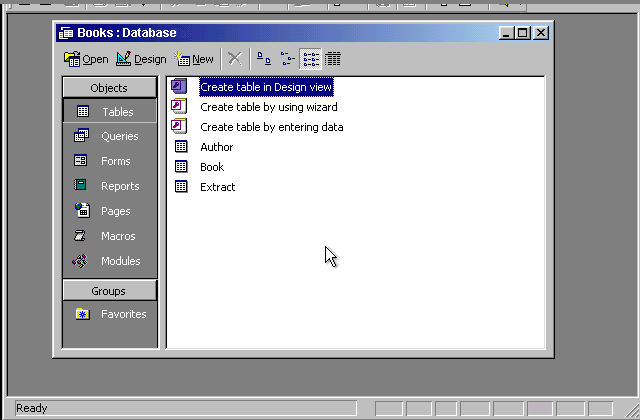 Books : Database
Open Design New
Objects
Tables
Queries
Forms
Reports
Pages
Macros
Modules
Groups
Favorites
Create table in Design view
Create table by using wizard
Create table by entering data
Author
Book
Extract
Ready